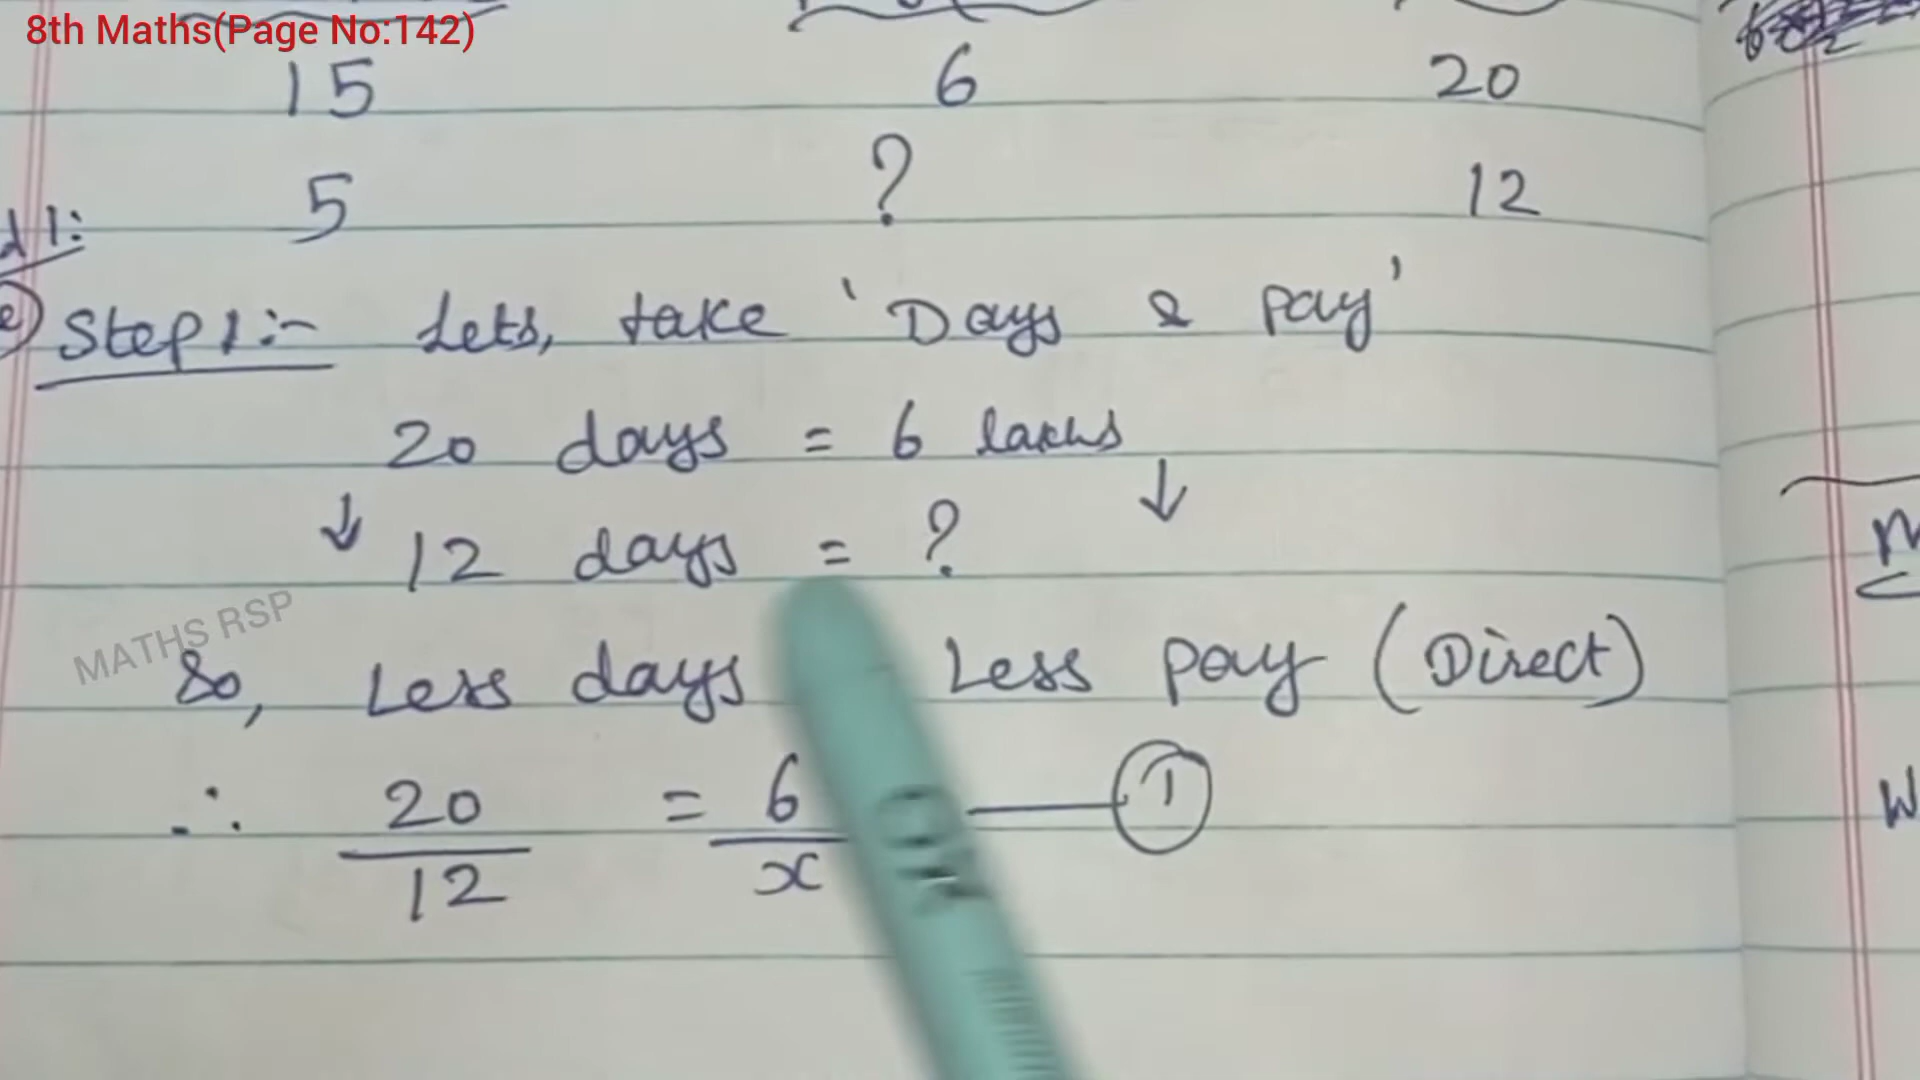 8th Maths(Page No:142)
15 6 20
5 ? 12
1:
Step1:- Lets, take 'Days & Pay'
20 days = 6 lakhs
↓ 12 days = ? ↓
MATHS RSP
So, Less days Less pay (Direct)
∴ 20/12 = 6/x — ①